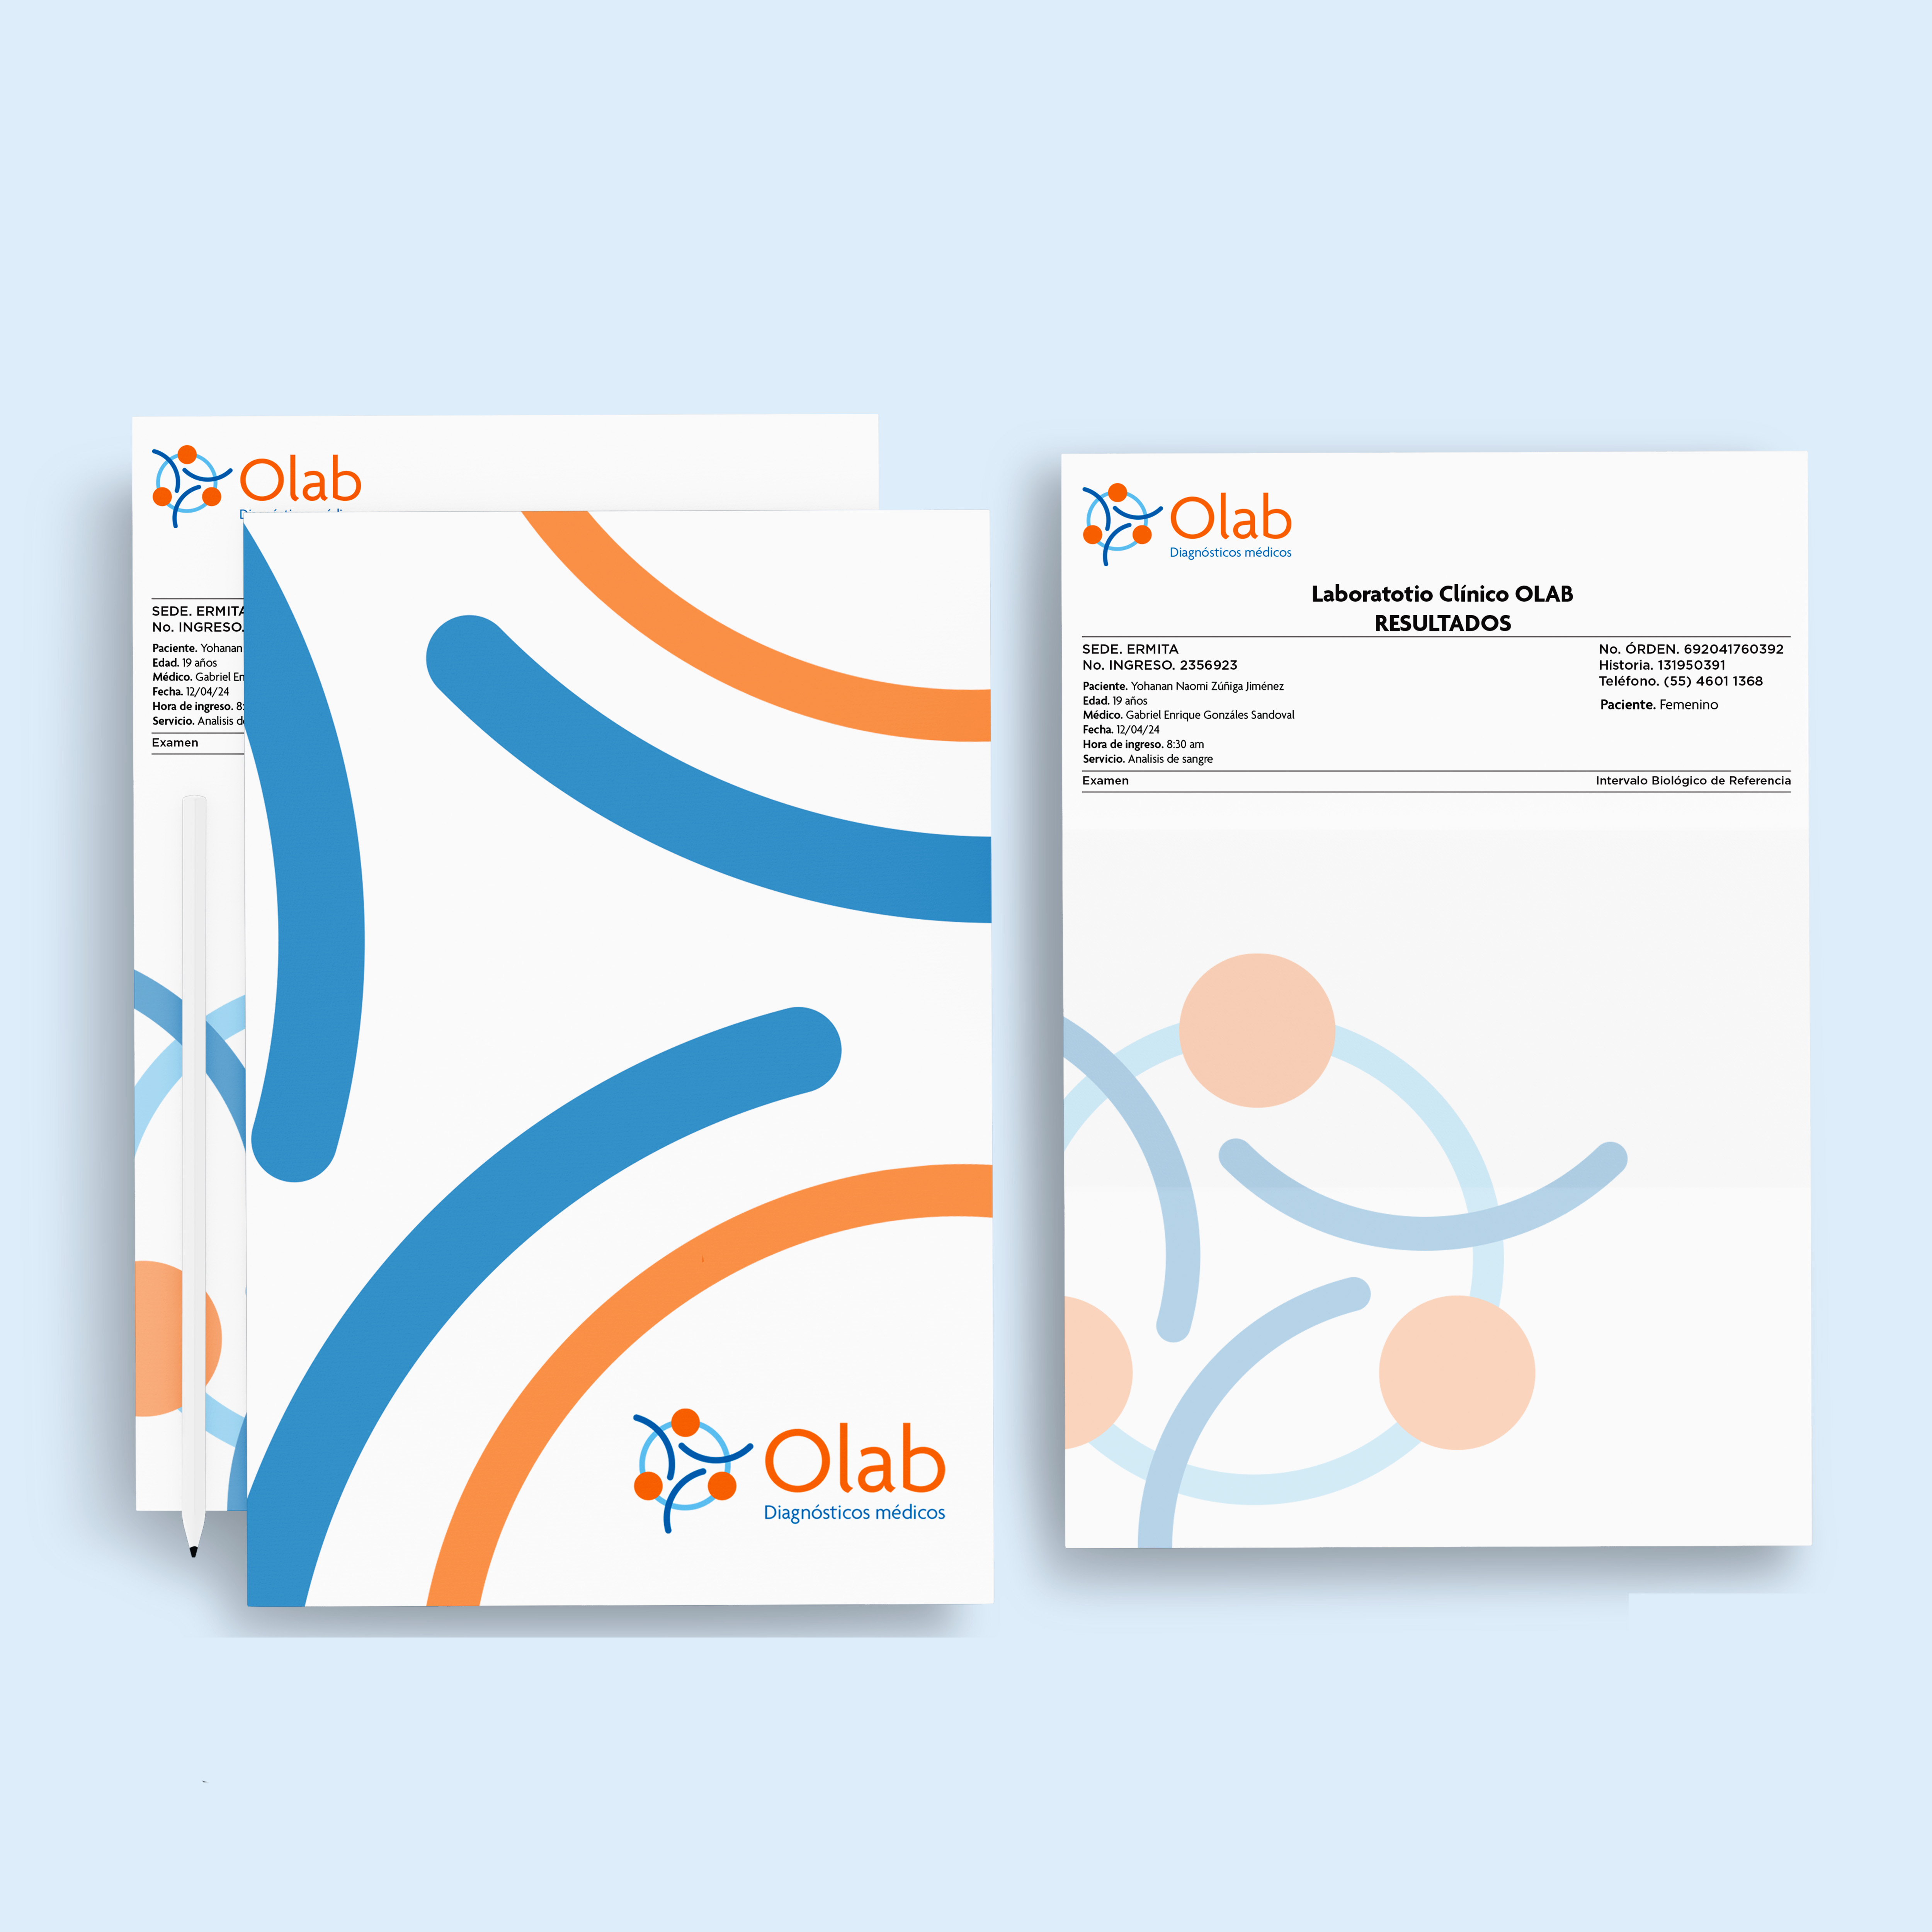 Olab
SEDE. ERMITA
No. INGRESO.
Paciente. Yohanan
Edad. 19 años
Médico. Gabriel
Fecha. 12/04/24
Hora de ingreso.
Servicio. Analisis
Examen
Olab
Diagnósticos médicos
Olab
Diagnósticos médicos
Laboratotio Clínico OLAB
RESULTADOS
SEDE. ERMITA
No. INGRESO. 2356923
Paciente. Yohanan Naomi Zúñiga Jiménez
Edad. 19 años
Médico. Gabriel Enrique Gonzáles Sandoval
Fecha. 12/04/24
Hora de ingreso. 8:30 am
Servicio. Analisis de sangre
No. ÓRDEN. 692041760392
Historia. 131950391
Teléfono. (55) 4601 1368
Paciente. Femenino
Examen
Intervalo Biológico de Referencia